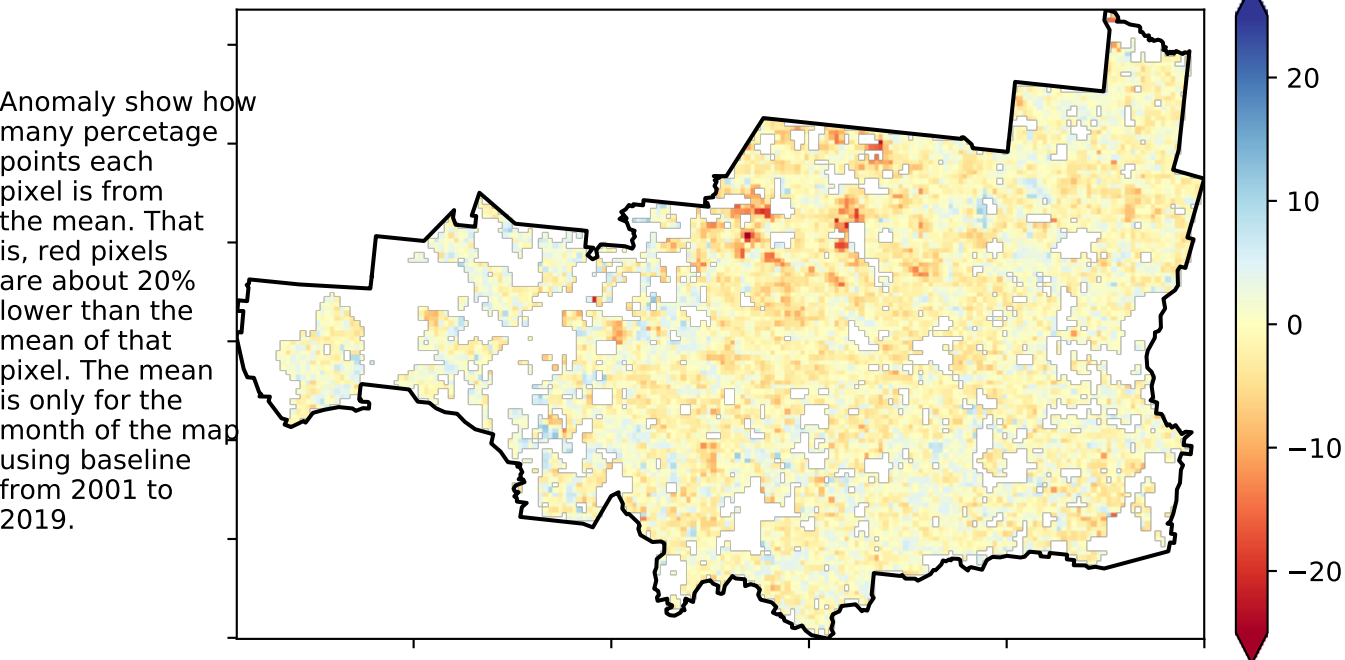 Anomaly show how
many percetage
points each
pixel is from
the mean. That
is, red pixels
are about 20%
lower than the
mean of that
pixel. The mean
is only for the
month of the map
using baseline
from 2001 to
2019.
20
10
0
−10
−20